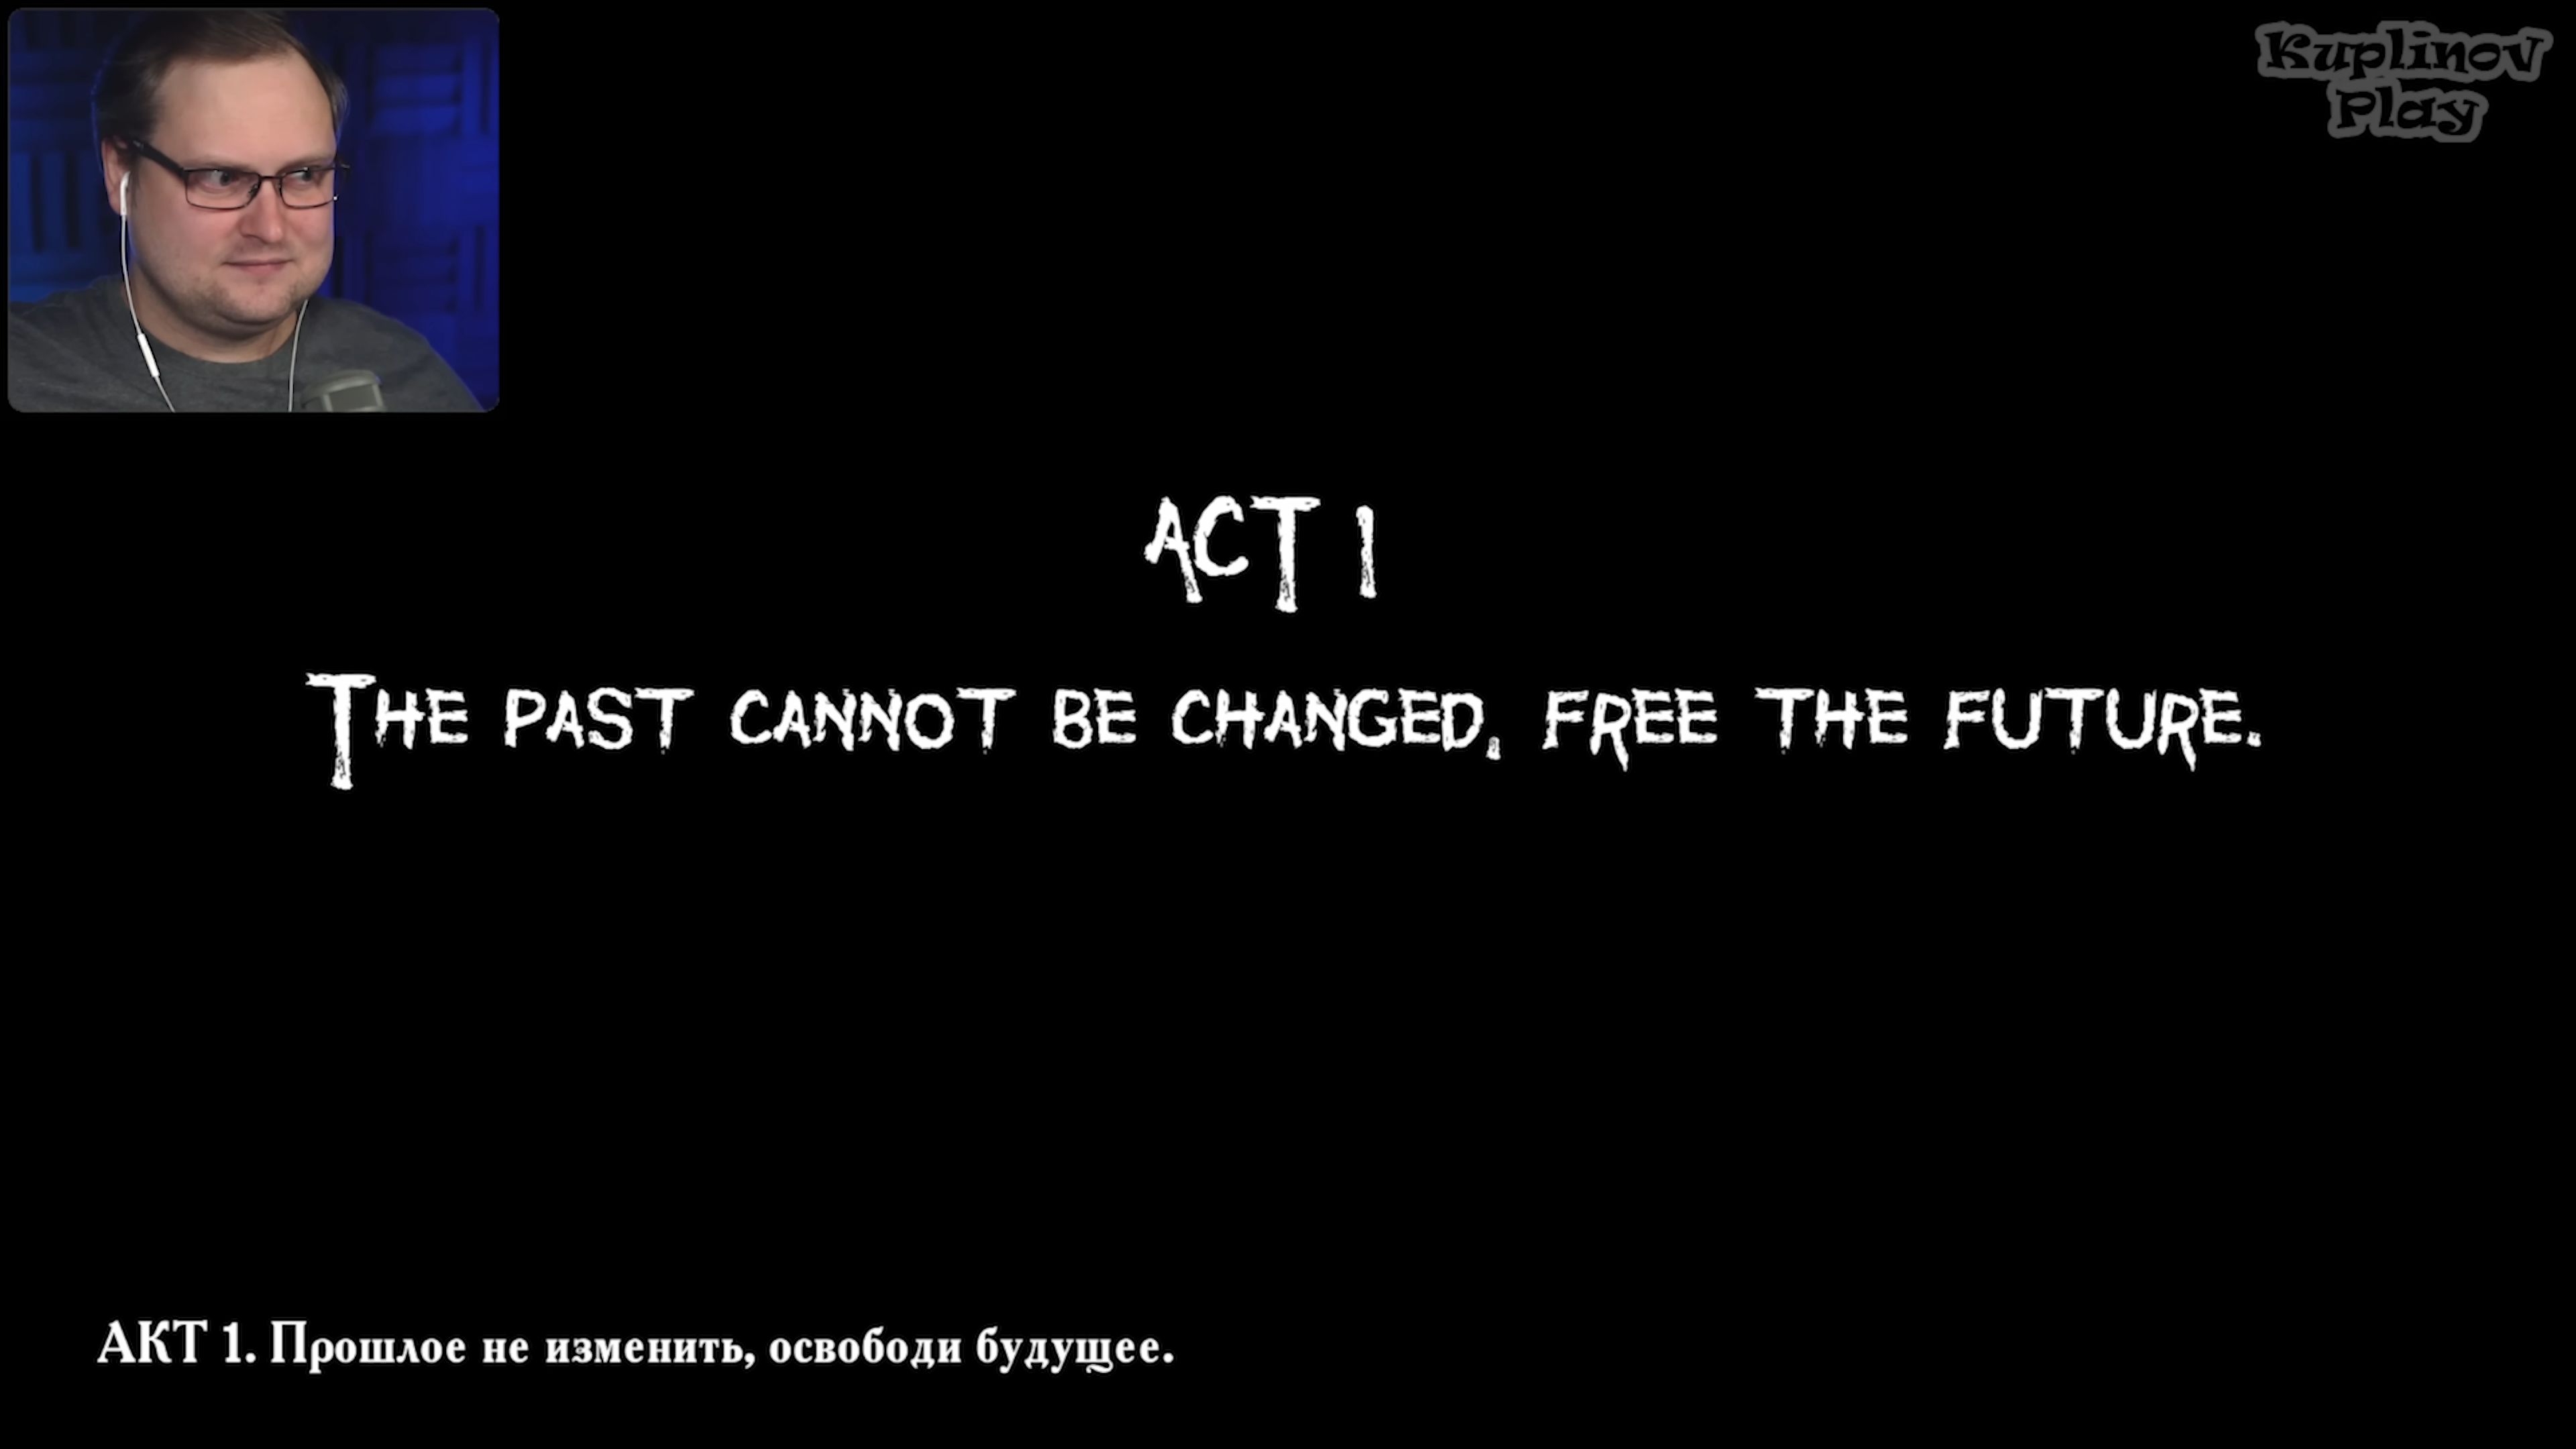 Kuplinov
Play
ACT 1
The past cannot be changed, free the future.
АКТ 1. Прошлое не изменить, освободи будущее.